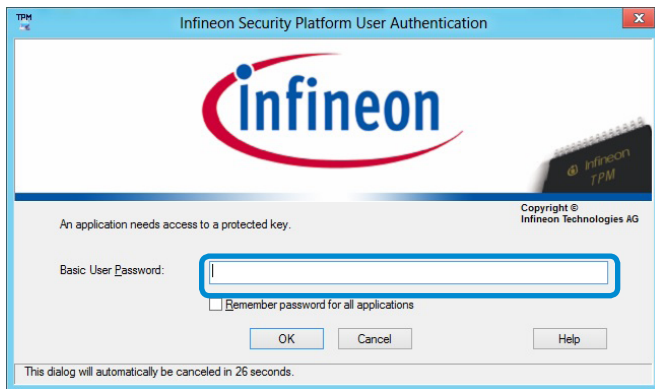 TPM
Infineon Security Platform User Authentication
x
infineon
infineon
TPM
Copyright ©
Infineon Technologies AG
An application needs access to a protected key.
Basic User Password:
Remember password for all applications
OK Cancel Help
This dialog will automatically be canceled in 26 seconds.